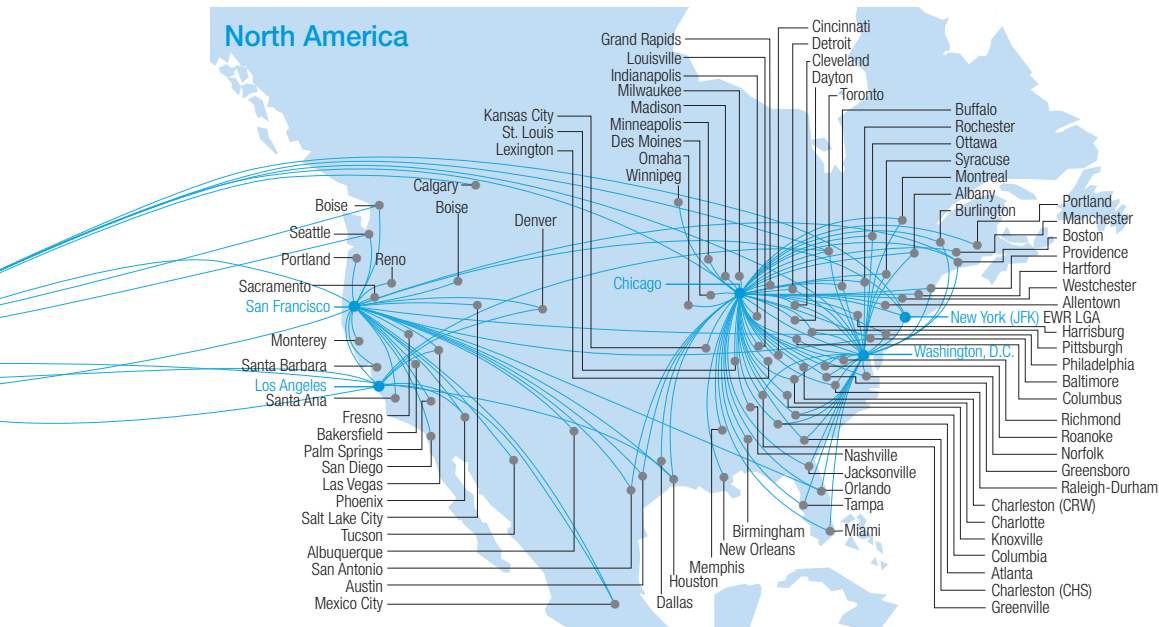 North America
Cincinnati
Grand Rapids
Detroit
Louisville
Cleveland
Indianapolis
Dayton
Milwaukee
Toronto
Madison
Kansas City
Minneapolis
St. Louis
Des Moines
Lexington
Omaha
Winnipeg
Buffalo
Rochester
Ottawa
Syracuse
Montreal
Albany
Burlington
Portland
Manchester
Boston
Providence
Hartford
Westchester
Allentown
New York (JFK) EWR LGA
Harrisburg
Pittsburgh
Washington, D.C.
Philadelphia
Baltimore
Columbus
Richmond
Roanoke
Norfolk
Greensboro
Raleigh-Durham
Charleston (CRW)
Charlotte
Knoxville
Columbia
Atlanta
Charleston (CHS)
Greenville
Calgary
Boise
Boise
Denver
Seattle
Portland
Reno
Sacramento
San Francisco
Chicago
Monterey
Santa Barbara
Los Angeles
Santa Ana
Fresno
Bakersfield
Palm Springs
San Diego
Las Vegas
Phoenix
Salt Lake City
Tucson
Albuquerque
San Antonio
Austin
Mexico City
Nashville
Jacksonville
Orlando
Tampa
Miami
Birmingham
New Orleans
Memphis
Houston
Dallas